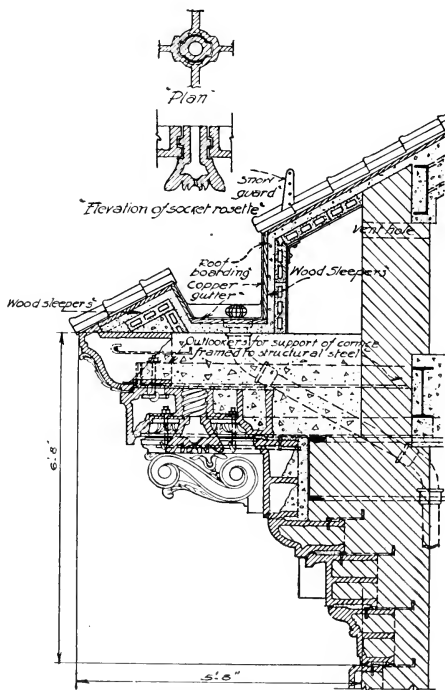 "Plan"
"Elevation of socket rosette"
Snow
guard
Vent hole
Roof
boarding
Copper
gutter
Wood Sleepers"
Wood sleepers"
Outlookers for support of cornice
framed to structural steel
6'-8"
5'-8"